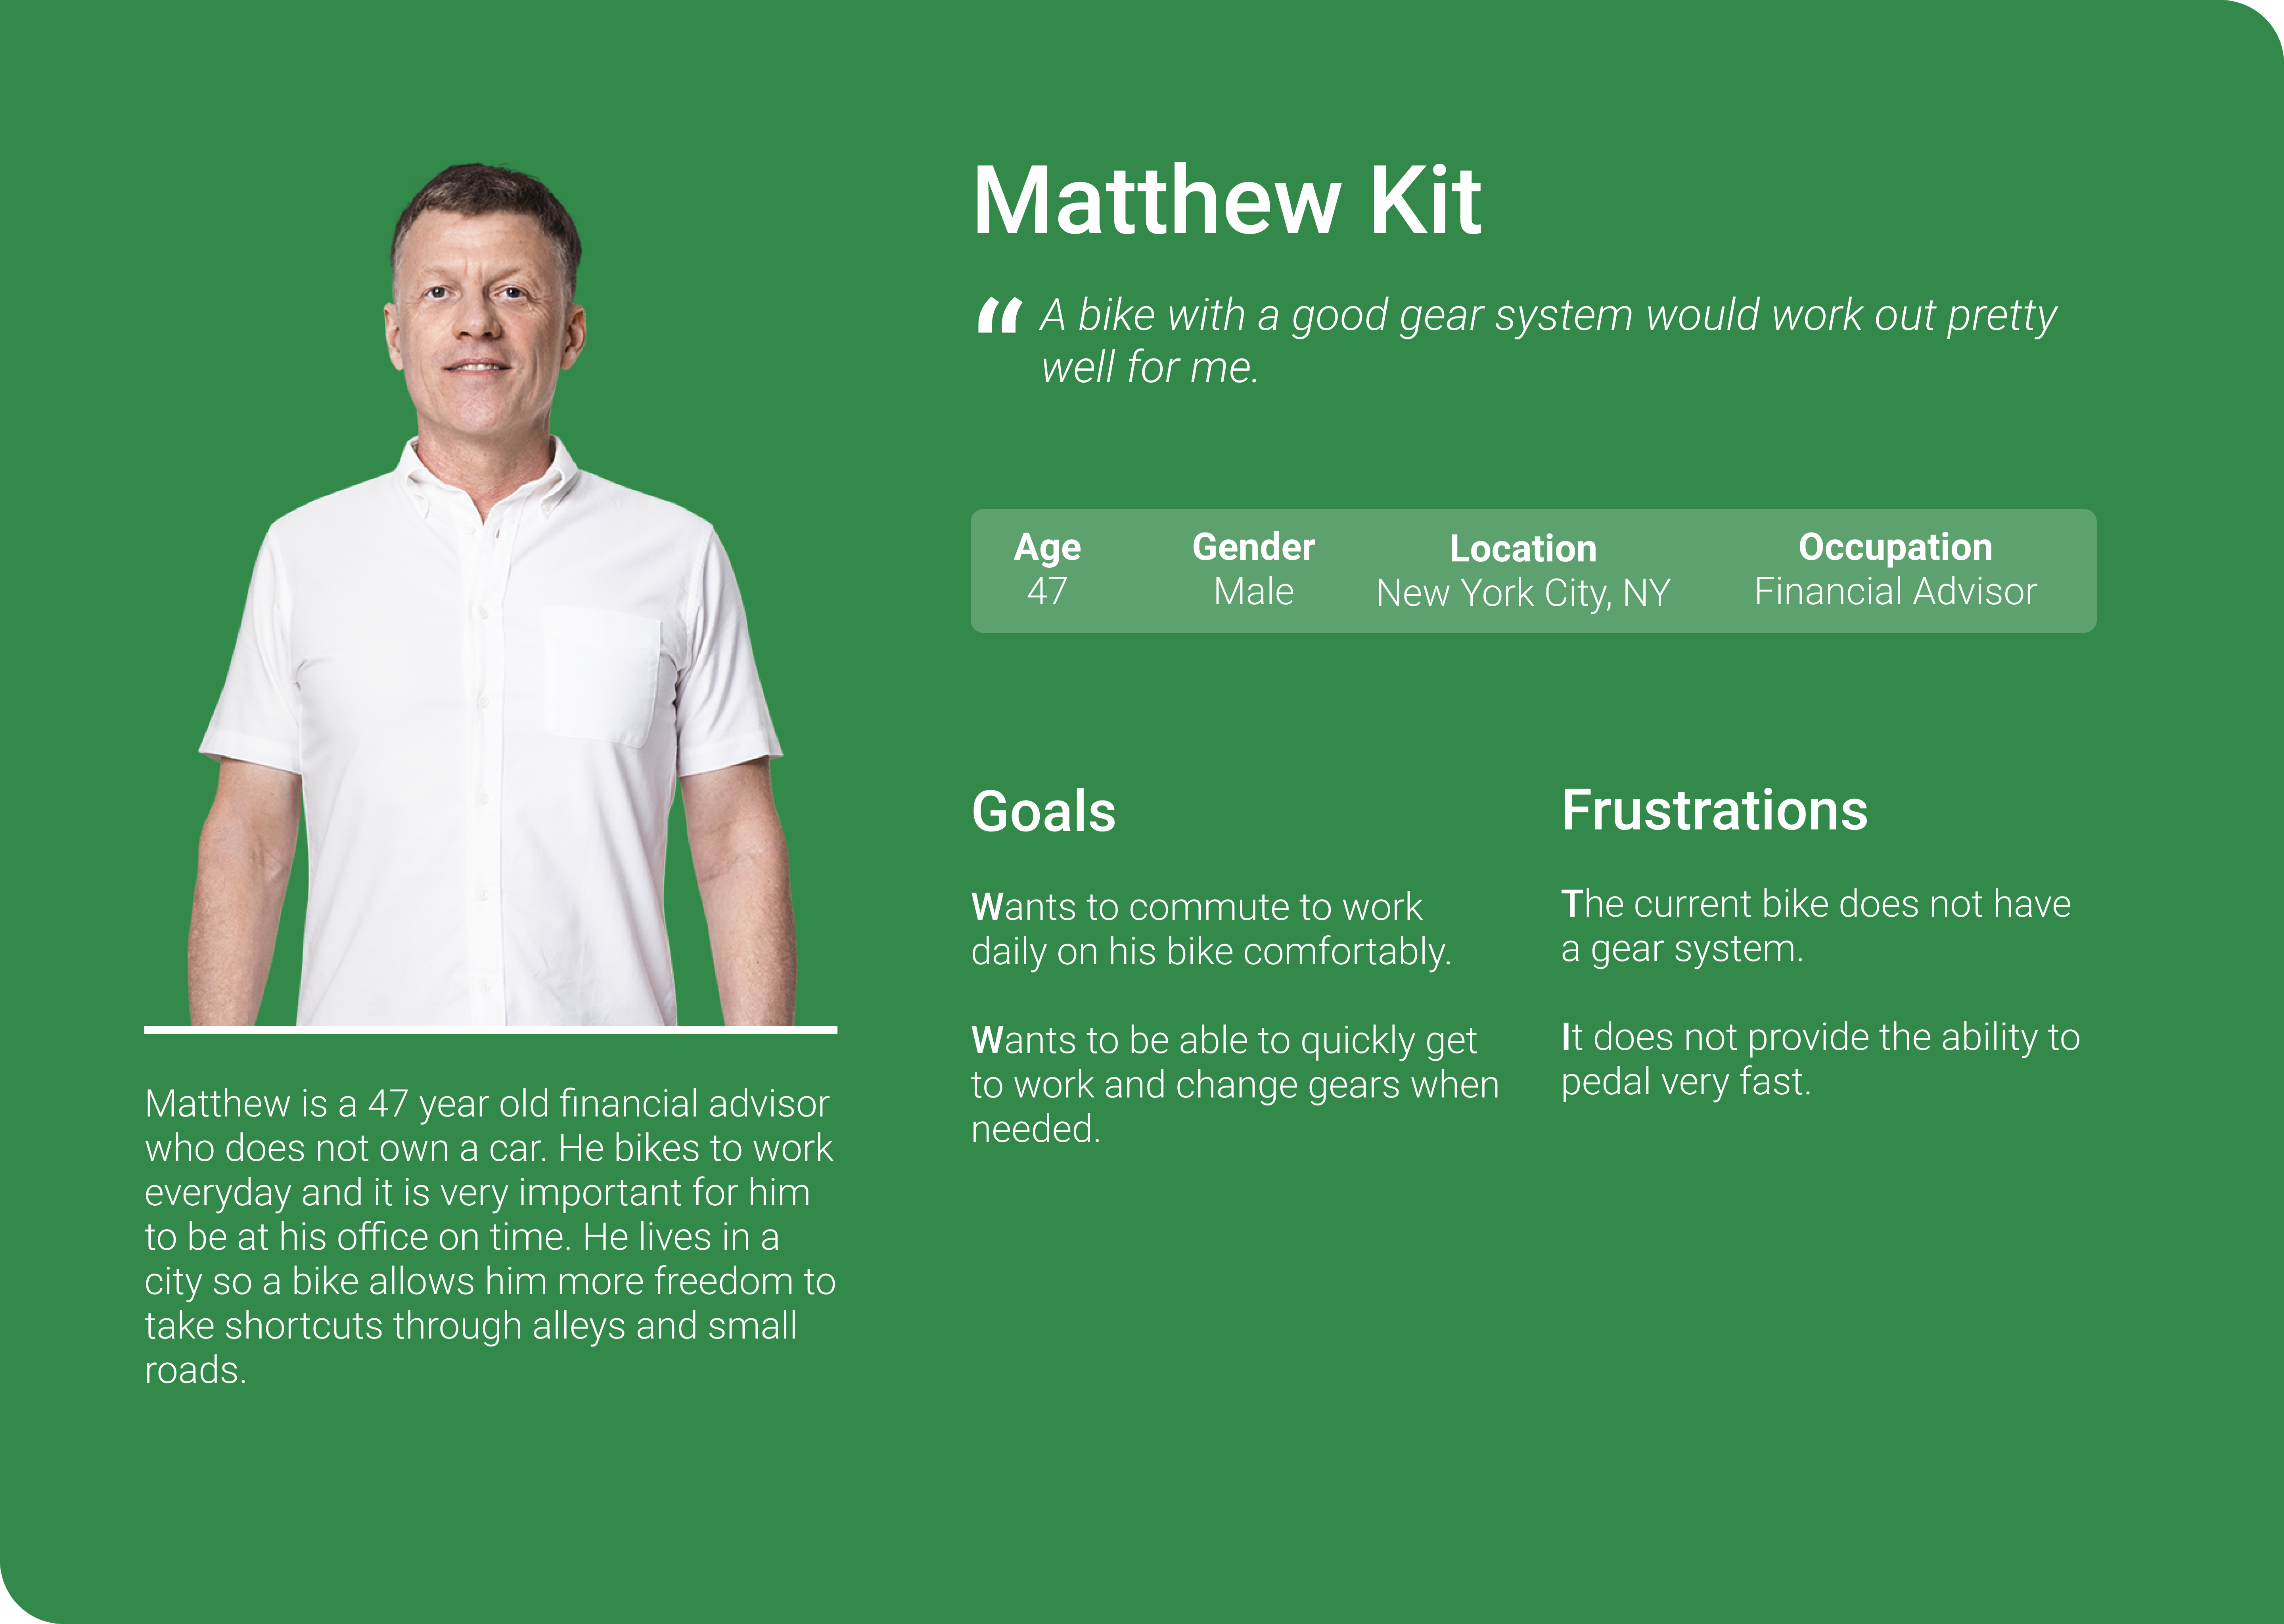 Matthew Kit
“ A bike with a good gear system would work out pretty
well for me.
Age Gender Location Occupation
47 Male New York City, NY Financial Advisor
Goals
Wants to commute to work
daily on his bike comfortably.
Wants to be able to quickly get
to work and change gears when
needed.
Frustrations
The current bike does not have
a gear system.
It does not provide the ability to
pedal very fast.
Matthew is a 47 year old financial advisor
who does not own a car. He bikes to work
everyday and it is very important for him
to be at his office on time. He lives in a
city so a bike allows him more freedom to
take shortcuts through alleys and small
roads.